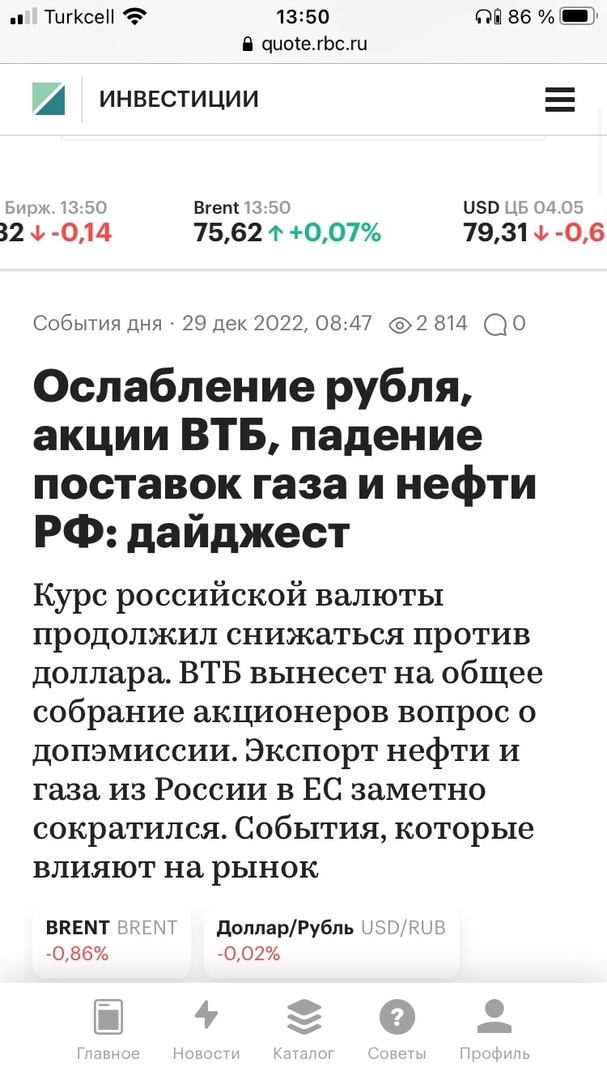 Turkcell 13:50 86 %
quote.rbc.ru
ИНВЕСТИЦИИ
Бирж. 13:50 Brent 13:50 USD ЦБ 04.05
32 ↓ -0,14 75,62 ↑ +0,07% 79,31 ↓ -0,6
События дня · 29 дек 2022, 08:47 2 814 0
Ослабление рубля,
акции ВТБ, падение
поставок газа и нефти
РФ: дайджест
Курс российской валюты
продолжил снижаться против
доллара. ВТБ вынесет на общее
собрание акционеров вопрос о
допэмиссии. Экспорт нефти и
газа из России в ЕС заметно
сократился. События, которые
влияют на рынок
BRENT BRENT Доллар/Рубль USD/RUB
-0,86% -0,02%
Главное Новости Каталог Советы Профиль